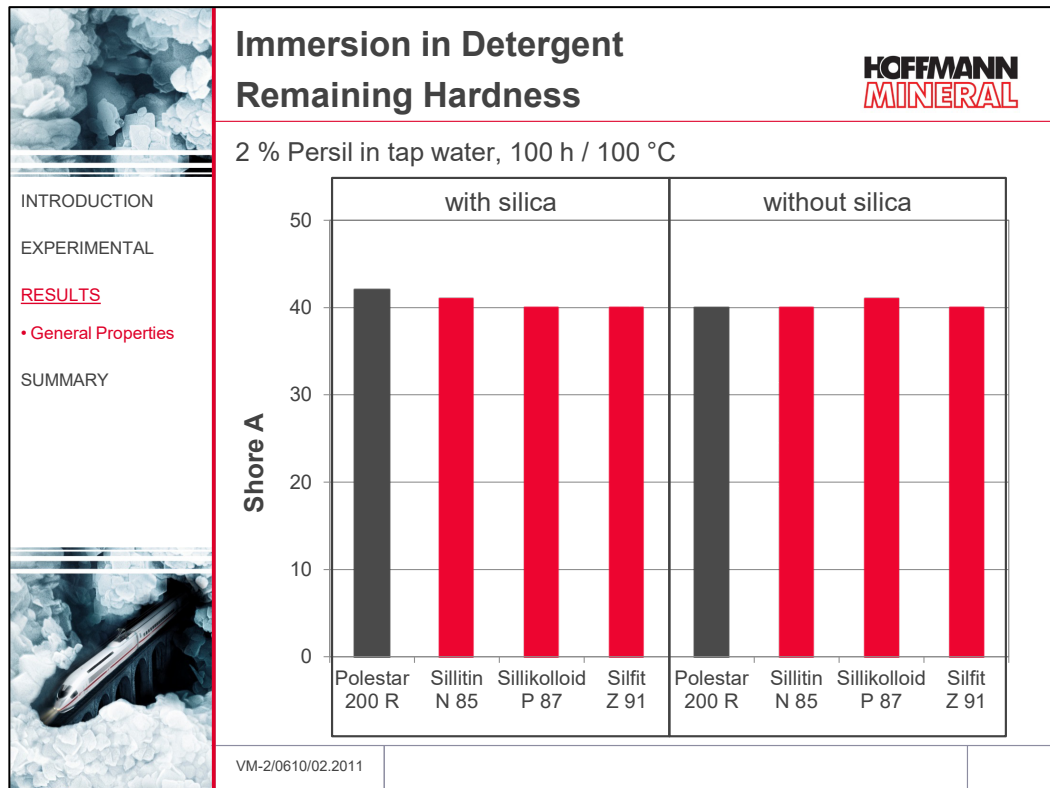 Immersion in Detergent
Remaining Hardness
HOFFMANN
MINERAL
2 % Persil in tap water, 100 h / 100 °C
INTRODUCTION
EXPERIMENTAL
RESULTS
• General Properties
SUMMARY
with silica
without silica
50
40
30
20
10
0
Shore A
Polestar Sillitin Sillikolloid Silfit Polestar Sillitin Sillikolloid Silfit
200 R N 85 P 87 Z 91 200 R N 85 P 87 Z 91
VM-2/0610/02.2011